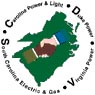 Carolina Power & Light
Duke Power
Virginia Power
South Carolina Electric & Gas